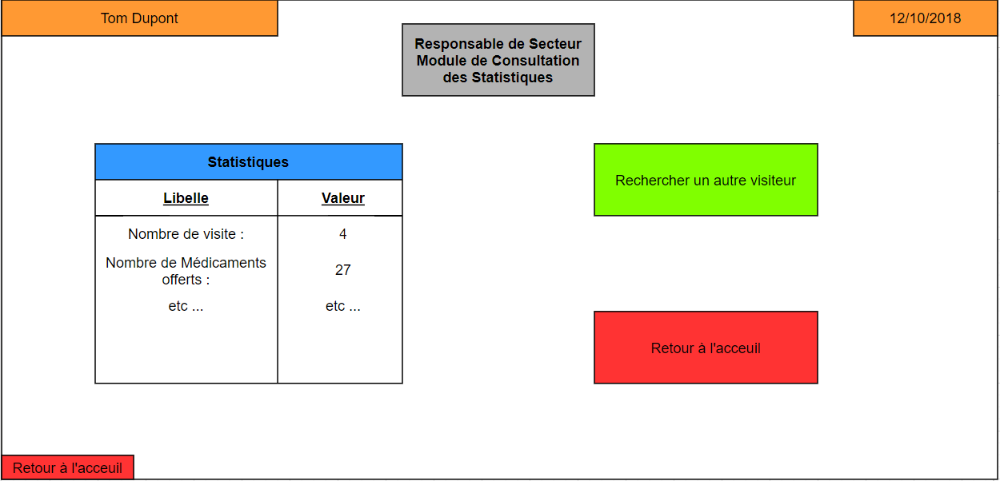 Tom Dupont
12/10/2018
Responsable de Secteur
Module de Consultation
des Statistiques
Statistiques
Libelle Valeur
Nombre de visite : 4
Nombre de Médicaments
offerts : 27
etc ... etc ...
Rechercher un autre visiteur
Retour à l'acceuil
Retour à l'acceuil